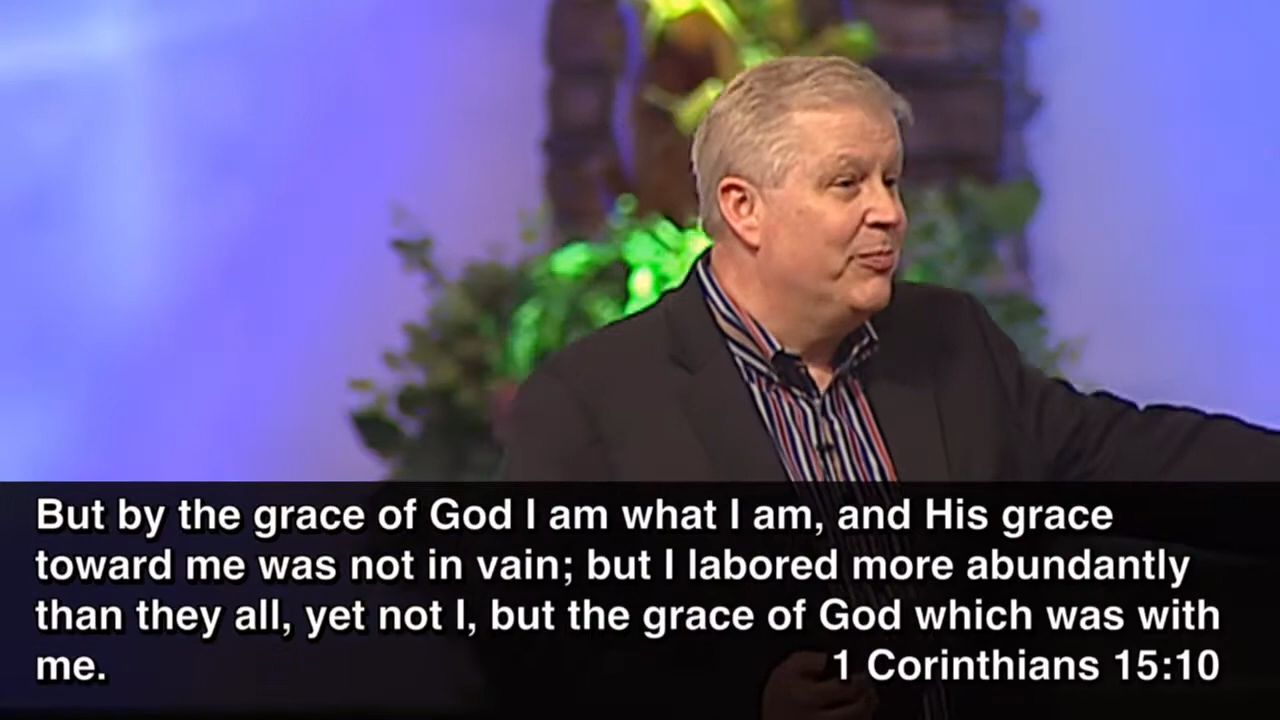 But by the grace of God I am what I am, and His grace
toward me was not in vain; but I labored more abundantly
than they all, yet not I, but the grace of God which was with
me. 1 Corinthians 15:10